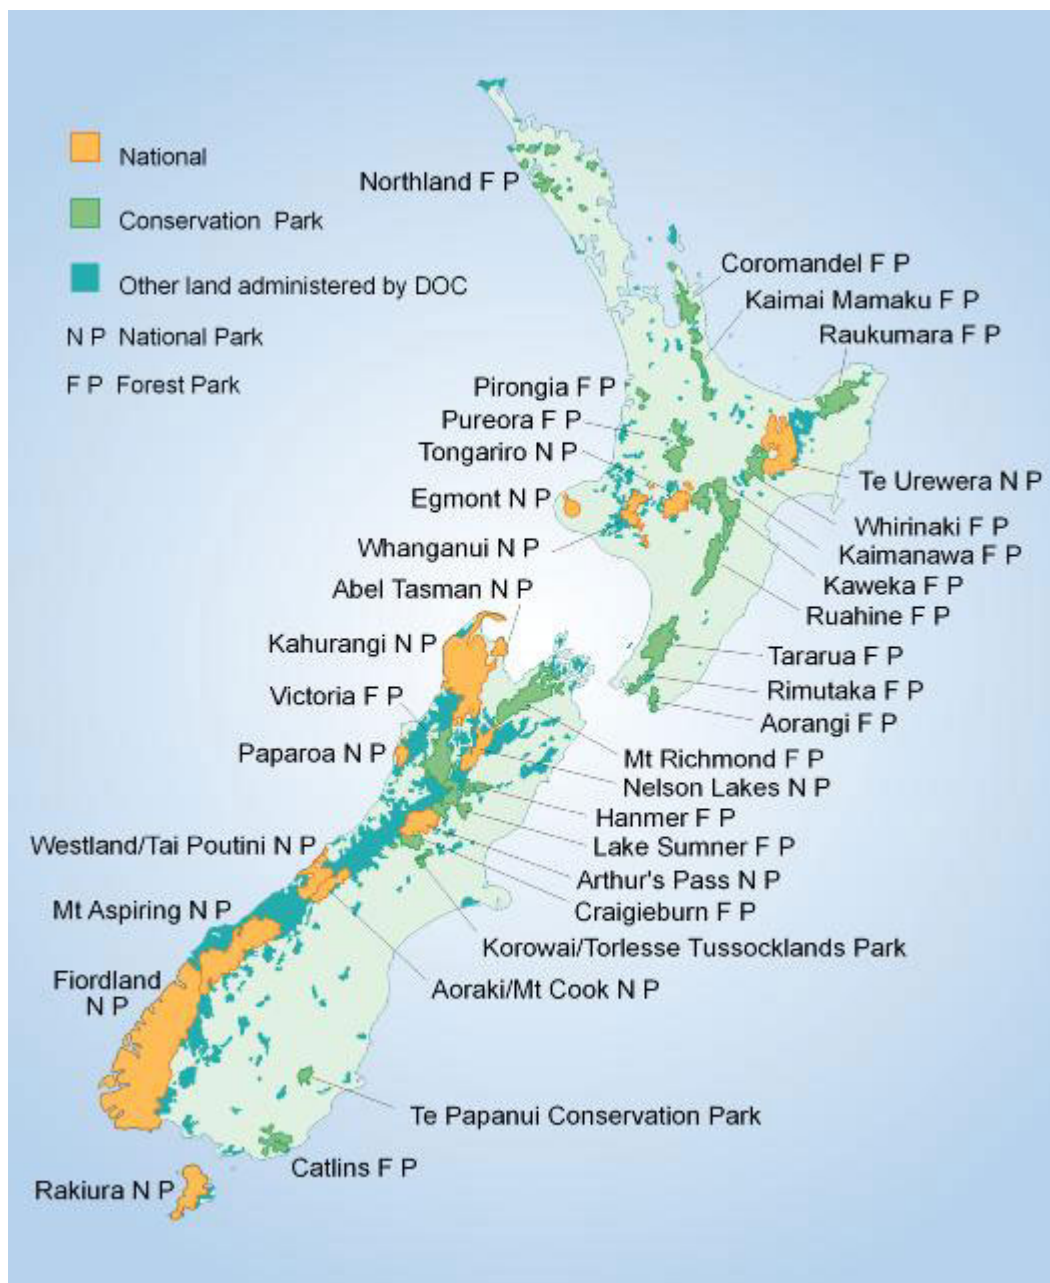 National
Conservation Park
Other land administered by DOC
N P National Park
F P Forest Park
Northland F P
Coromandel F P
Kaimai Mamaku F P
Raukumara F P
Pirongia F P
Pureora F P
Tongariro N P
Egmont N P
Whanganui N P
Te Urewera N P
Whirinaki F P
Kaimanawa F P
Kaweka F P
Ruahine F P
Tararua F P
Rimutaka F P
Aorangi F P
Abel Tasman N P
Kahurangi N P
Victoria F P
Paparoa N P
Mt Richmond F P
Nelson Lakes N P
Hanmer F P
Lake Sumner F P
Arthur's Pass N P
Craigieburn F P
Korowai/Torlesse Tussocklands Park
Westland/Tai Poutini N P
Mt Aspiring N P
Fiordland
N P
Aoraki/Mt Cook N P
Te Papanui Conservation Park
Catlins F P
Rakiura N P